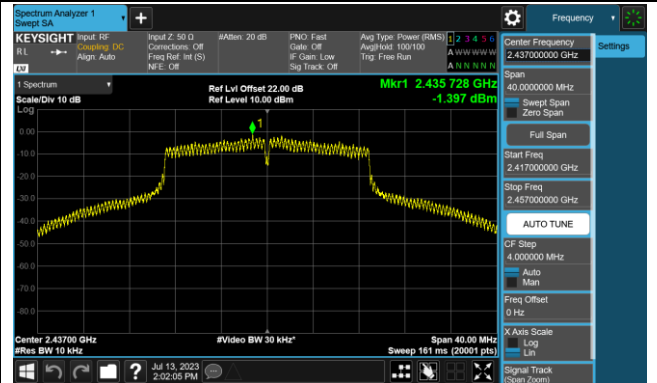 Spectrum Analyzer 1
Swept SA
Frequency
KEYSIGHT
RL
LXI
Input: RF
Coupling: DC
Align: Auto
Input Z: 50 Ω
Corrections: Off
Freq Ref: Int (S)
NFE: Off
#Atten: 20 dB
PNO: Fast
Gate: Off
IF Gain: Low
Sig Track: Off
Avg Type: Power (RMS)
Avg|Hold: 100/100
Trig: Free Run
1 2 3 4 5 6
A W W W W W
A N N N N N
1 Spectrum
Scale/Div 10 dB
Log
Ref Lvl Offset 22.00 dB
Ref Level 10.00 dBm
Mkr1 2.435 728 GHz
-1.397 dBm
1
0.00
-10.0
-20.0
-30.0
-40.0
-50.0
-60.0
-70.0
-80.0
Center 2.43700 GHz
#Res BW 10 kHz
#Video BW 30 kHz*
Span 40.00 MHz
Sweep 161 ms (20001 pts)
Center Frequency
2.437000000 GHz
Settings
Span
40.0000000 MHz
Swept Span
Zero Span
Full Span
Start Freq
2.417000000 GHz
Stop Freq
2.457000000 GHz
AUTO TUNE
CF Step
4.000000 MHz
Auto
Man
Freq Offset
0 Hz
X Axis Scale
Log
Lin
Signal Track
(Span Zoom)
?
Jul 13, 2023
2:02:05 PM